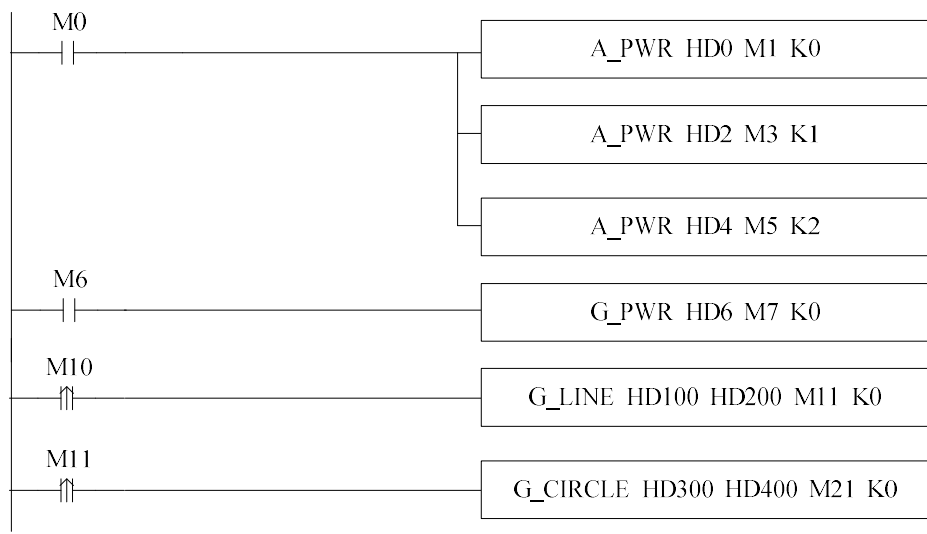 M0
A_PWR HD0 M1 K0
A_PWR HD2 M3 K1
A_PWR HD4 M5 K2
M6
G_PWR HD6 M7 K0
M10
G_LINE HD100 HD200 M11 K0
M11
G_CIRCLE HD300 HD400 M21 K0